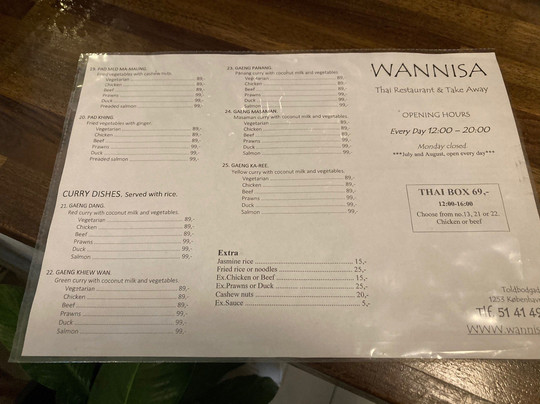 19. PAD MED MA-MAUNG.
Fried vegetables with cashew nuts.
Vegetarian 89,-
Chicken 89,-
Beef 89,-
Prawns 99,-
Duck 99,-
Preaded salmon 99,-
20. PAD KHING
Fried vegetables with ginger.
Vegetarian 89,-
Chicken 89,-
Beef 89,-
Prawns 99,-
Duck 99,-
Preaded salmon 99,-
CURRY DISHES. Served with rice.
21. GAENG DANG.
Red curry with coconut milk and vegetables.
Vegetarian 89,-
Chicken 89,-
Beef 89,-
Prawns 99,-
Duck 99,-
Salmon 99,-
22. GAENG KHIEW WAN.
Green curry with coconut milk and vegetables.
Vegetarian 89,-
Chicken 89,-
Beef 89,-
Prawns 99,-
Duck 99,-
Salmon 99,-
23. GAENG PANANG.
Panang curry with coconut milk and vegetables.
Vegetarian 89,-
Chicken 89,-
Beef 89,-
Prawns 99,-
Duck 99,-
Salmon 99,-
24. GAENG MASAMAN.
Massaman curry with coconut milk and vegetables.
Vegetarian 89,-
Chicken 89,-
Beef 89,-
Prawns 99,-
Duck 99,-
Salmon 99,-
25. GAENG KA-REE.
Yellow curry with coconut milk and vegetables.
Vegetarian 89,-
Chicken 89,-
Beef 89,-
Prawns 99,-
Duck 99,-
Salmon 99,-
Extra
Jasmine rice 15,-
Fried rice or noodles 25,-
Ex.Chicken or Beef 15,-
Ex.Prawns or Duck 25,-
Cashew nuts 20,-
Ex.Sauce 5,-
WANNISA
Thai Restaurant & Take Away
OPENING HOURS
Every Day 12:00 - 20:00
Monday closed.
***July and August, open every day***
THAI BOX 69,-
12:00-16:00
Choose from no.13, 21 or 22.
Chicken or beef
Toldbodgad
1253 Københav
Tlf. 51 41 49
www.wannis